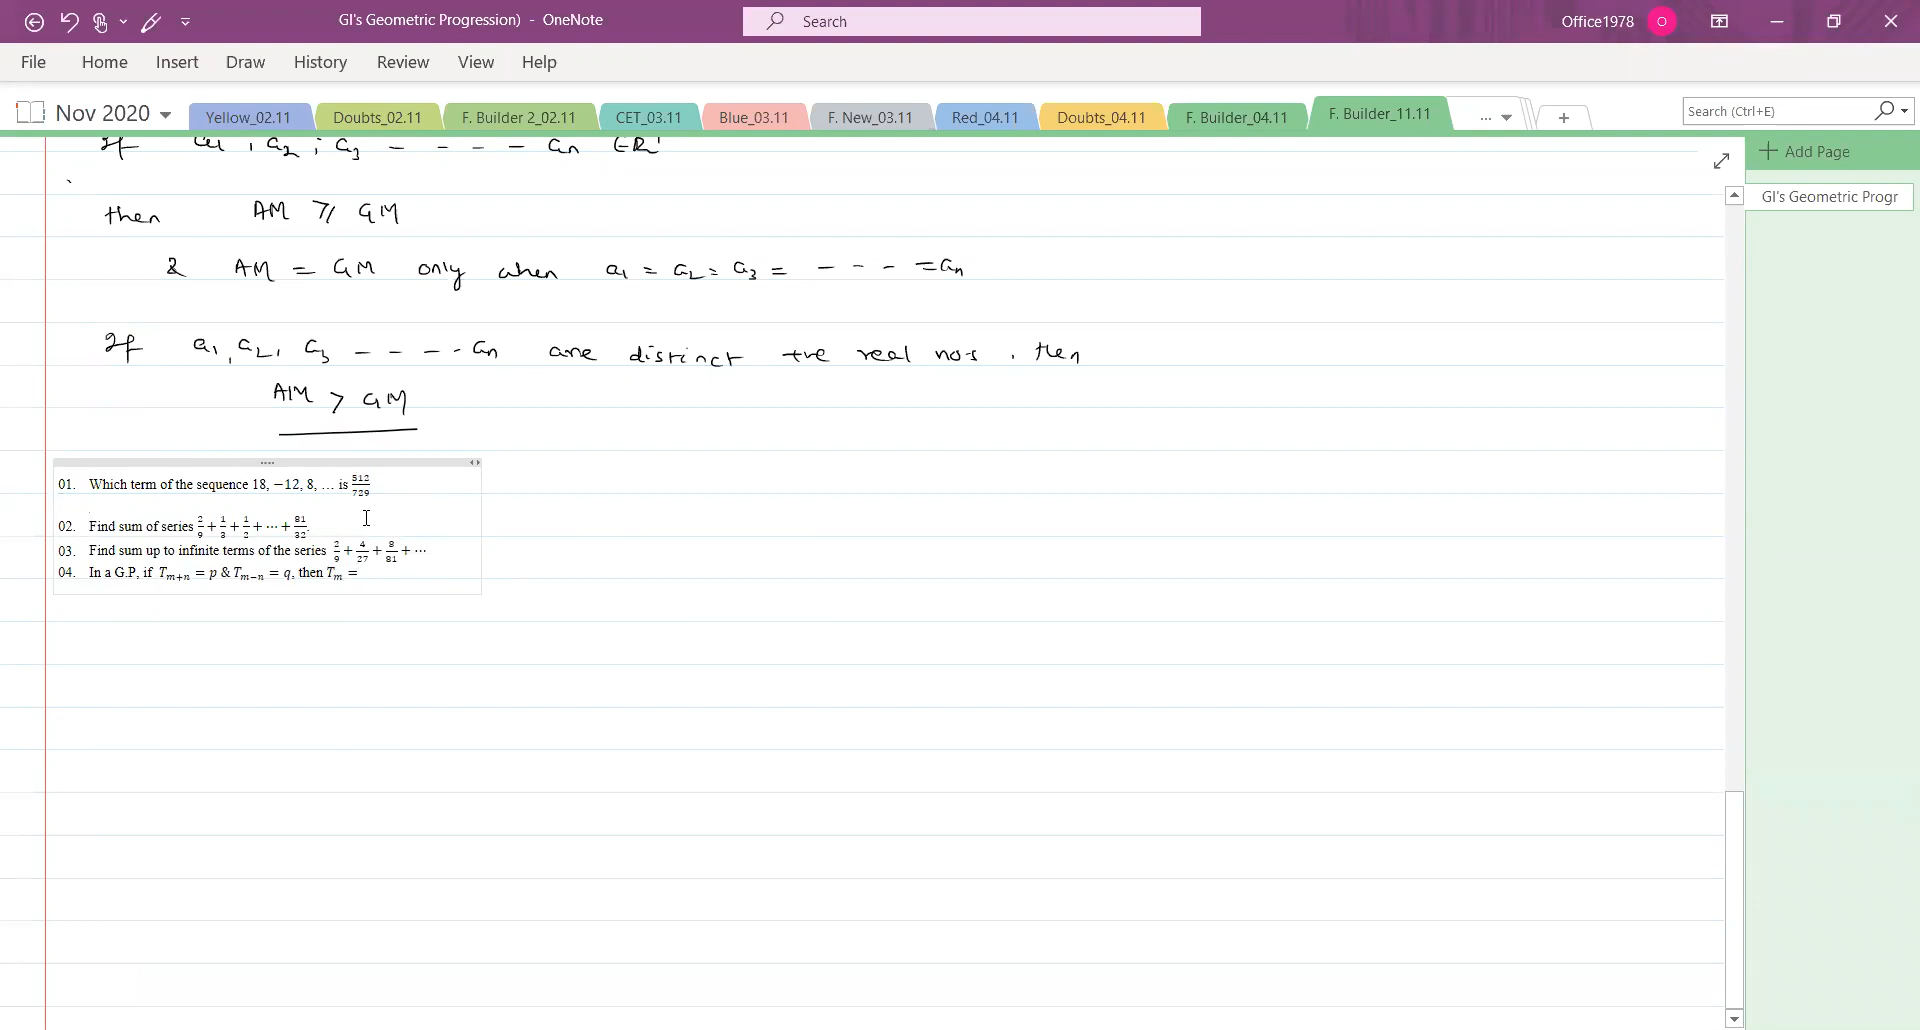 GI's Geometric Progression) - OneNote
Search
Office1978
O
File Home Insert Draw History Review View Help
Nov 2020
Yellow_02.11 Doubts_02.11 F. Builder 2_02.11 CET_03.11 Blue_03.11 F. New_03.11 Red_04.11 Doubts_04.11 F. Builder_04.11 F. Builder_11.11 ...
Search (Ctrl+E)
Add Page
GI's Geometric Progr
If a1, a2, a3 - - - - an
then AM ⩾ GM
& AM = GM only when a1 = a2 = a3 = - - - = an
If a1, a2, a3 - - - - - an are distinct +ve real nos. then
AM > GM
01. Which term of the sequence 18, −12, 8, … is 512/729
02. Find sum of series 2/9 + 1/3 + 1/2 + ⋯ + 81/32.
03. Find sum up to infinite terms of the series 2/9 + 4/27 + 8/81 + ⋯
04. In a G.P, if Tm+n = p & Tm−n = q, then Tm =